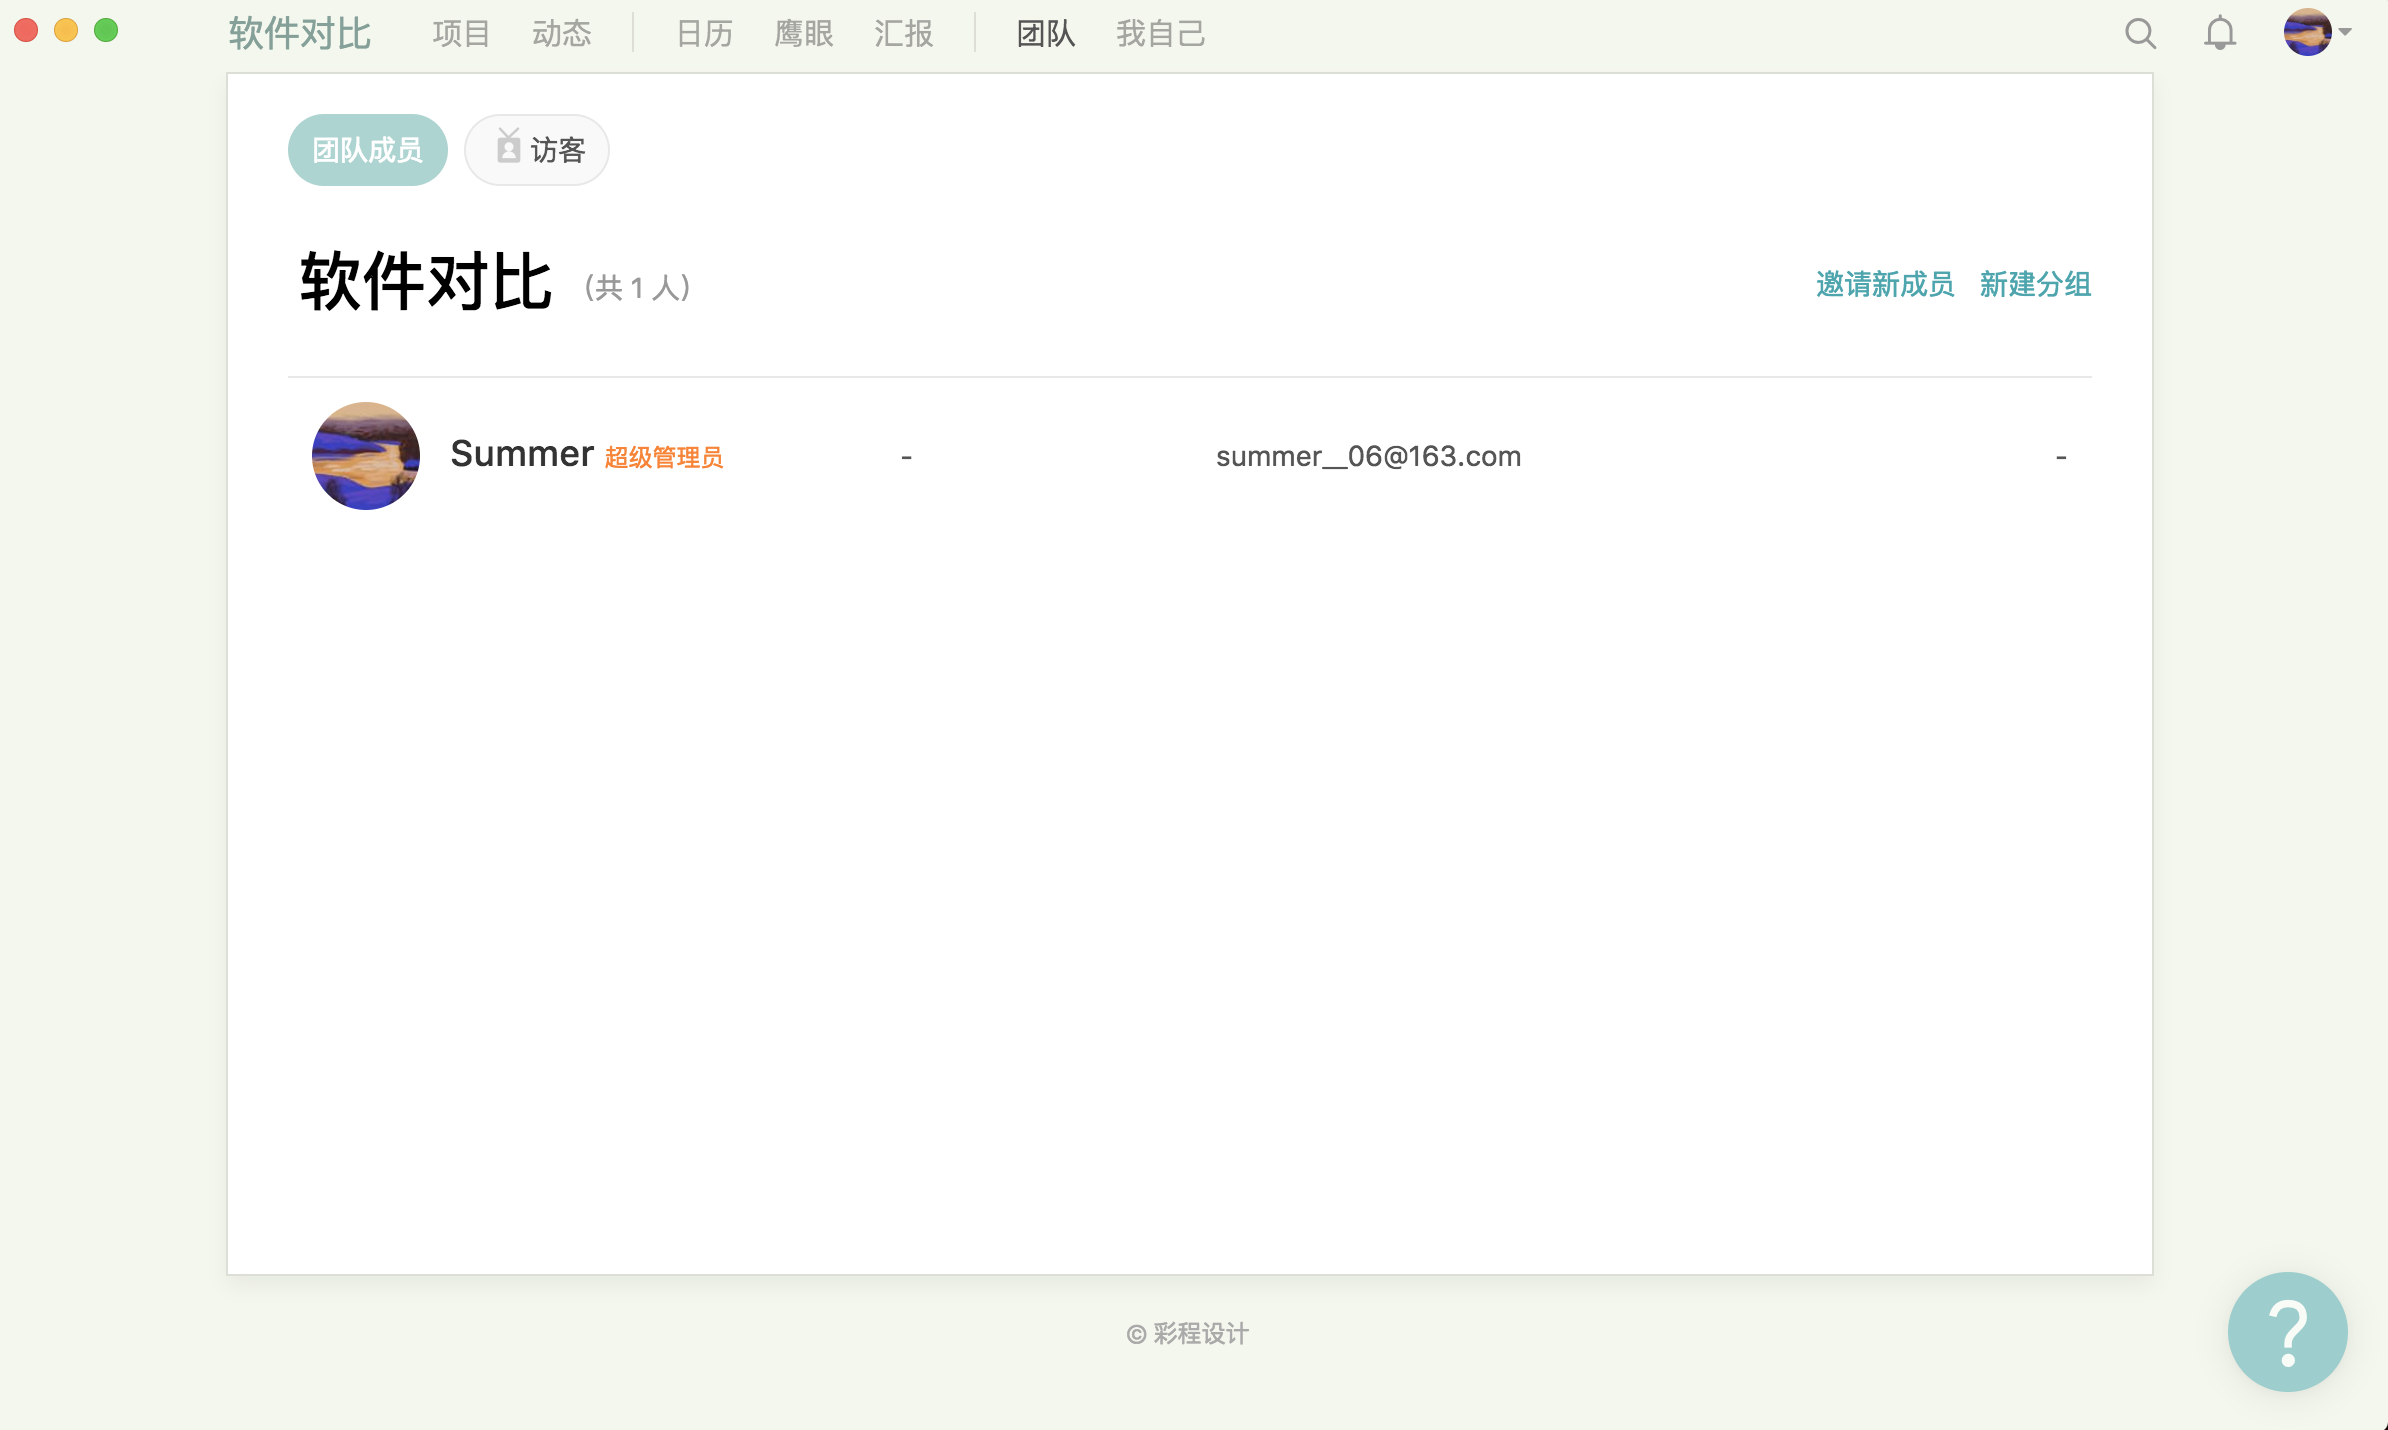 软件对比 项目 动态 日历 鹰眼 汇报 团队 我自己
团队成员 访客
软件对比 (共 1 人) 邀请新成员 新建分组
Summer 超级管理员 - summer__06@163.com -
© 彩程设计
?